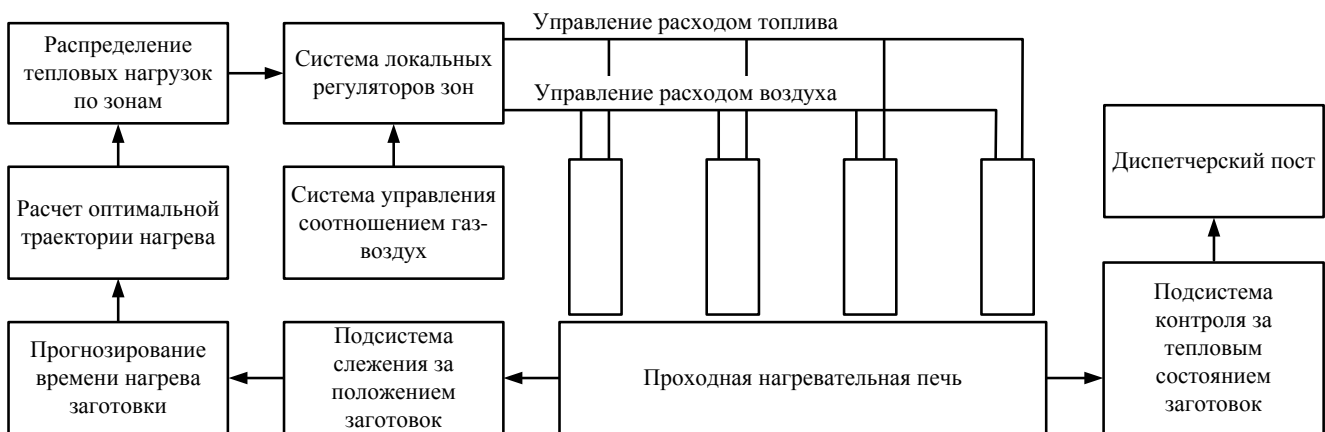 Управление расходом топлива
Распределение
тепловых нагрузок
по зонам
Система локальных
регуляторов зон
Управление расходом воздуха
Диспетчерский пост
Расчет оптимальной
траектории нагрева
Система управления
соотношением газ-
воздух
Прогнозирование
времени нагрева
заготовки
Подсистема
слежения за
положением
заготовок
Проходная нагревательная печь
Подсистема
контроля за
тепловым
состоянием
заготовок